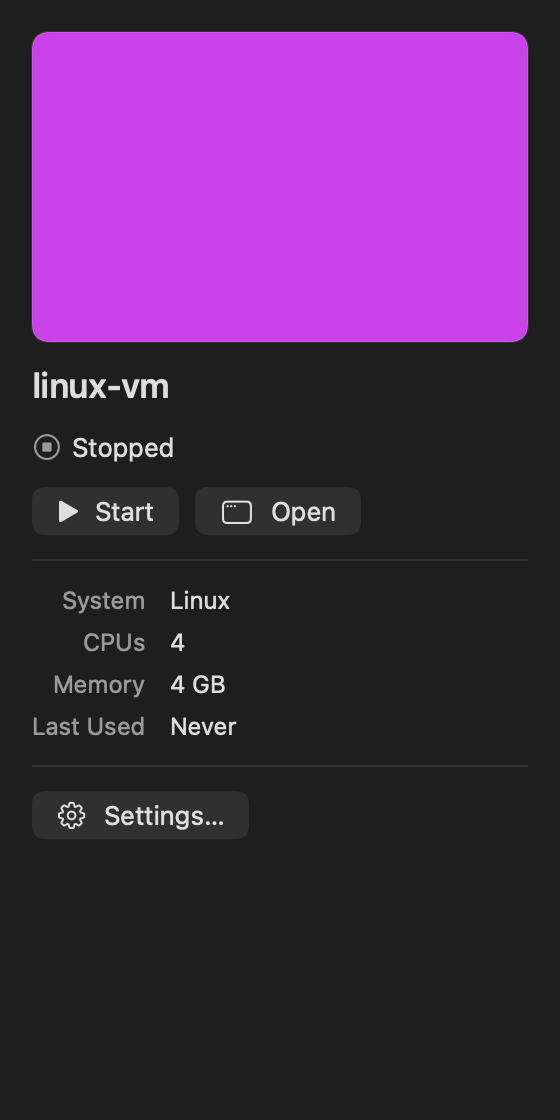 linux-vm
Stopped
Start Open
System Linux
CPUs 4
Memory 4 GB
Last Used Never
Settings...